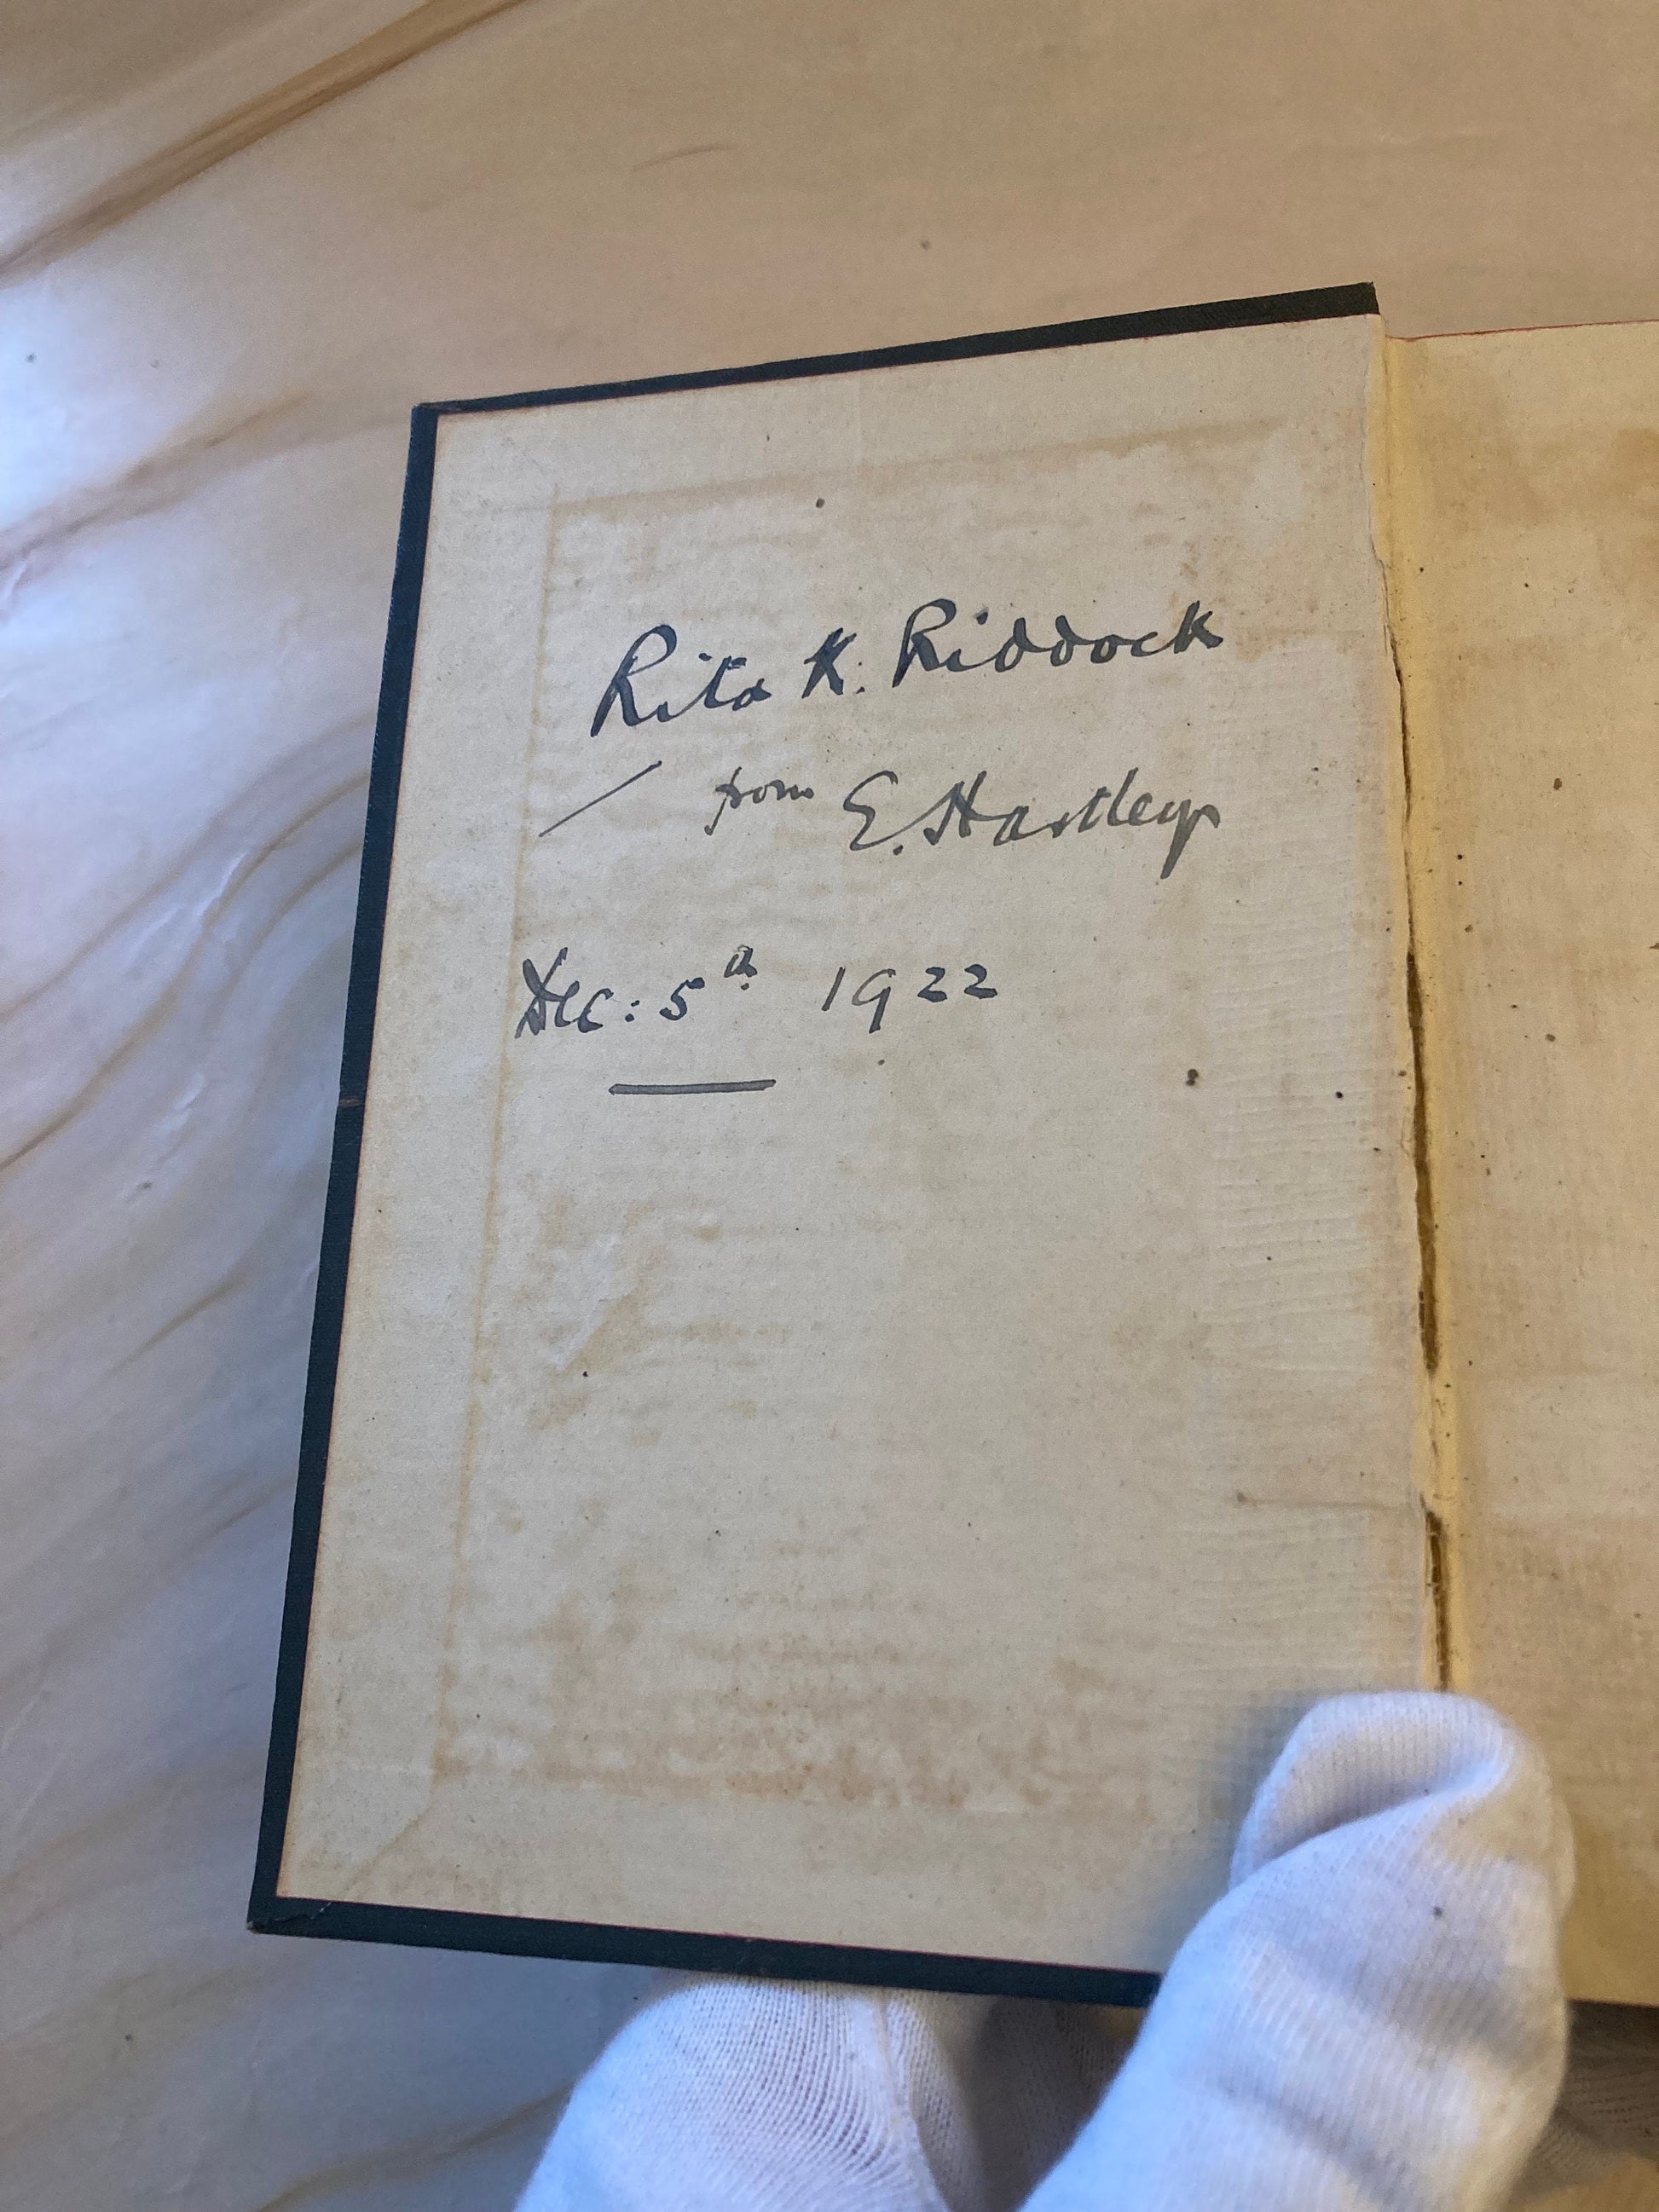 Rita K. Riddock
from E. Hartley
Dec: 5th 1922